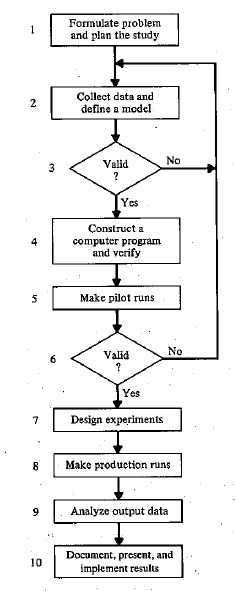 1
Formulate problem
and plan the study
2
Collect data and
define a model
3
Valid
?
No
Yes
4
Construct a
computer program
and verify
5
Make pilot runs
6
Valid
?
No
Yes
7
Design experiments
8
Make production runs
9
Analyze output data
10
Document, present, and
implement results